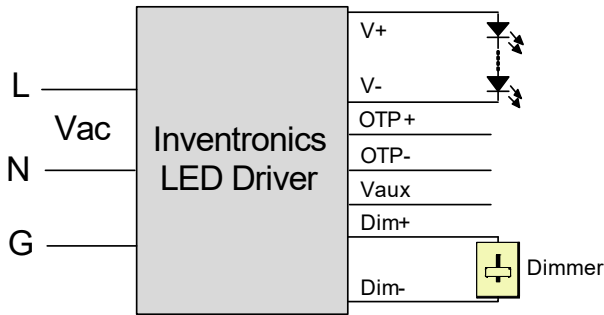 L
Vac
N
G
Inventronics
LED Driver
V+
V-
OTP+
OTP-
Vaux
Dim+
Dim-
Dimmer